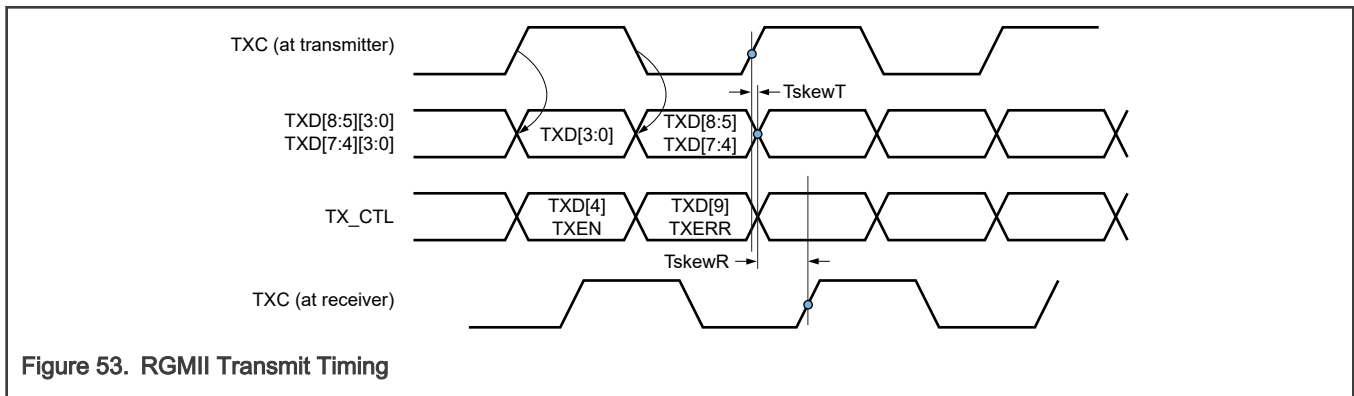 TXC (at transmitter)
TskewT
TXD[8:5][3:0]
TXD[7:4][3:0]
TXD[3:0]
TXD[8:5]
TXD[7:4]
TX_CTL
TXD[4]
TXEN
TXD[9]
TXERR
TskewR
TXC (at receiver)
Figure 53. RGMII Transmit Timing